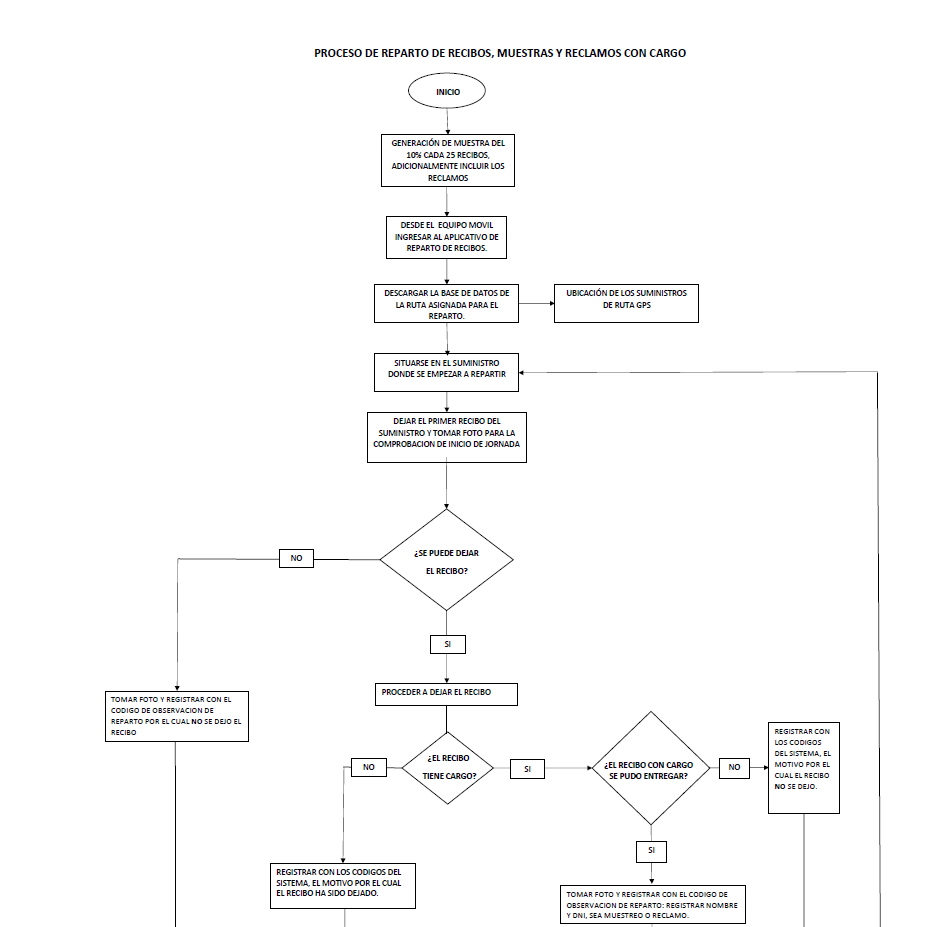 PROCESO DE REPARTO DE RECIBOS, MUESTRAS Y RECLAMOS CON CARGO
INICIO
GENERACIÓN DE MUESTRA DEL
10% CADA 25 RECIBOS,
ADICIONALMENTE INCLUIR LOS
RECLAMOS
DESDE EL EQUIPO MOVIL
INGRESAR AL APLICATIVO DE
REPARTO DE RECIBOS.
DESCARGAR LA BASE DE DATOS DE
LA RUTA ASIGNADA PARA EL
REPARTO.
UBICACIÓN DE LOS SUMINISTROS
DE RUTA GPS
SITUARSE EN EL SUMINISTRO
DONDE SE EMPEZAR A REPARTIR
DEJAR EL PRIMER RECIBO DEL
SUMINISTRO Y TOMAR FOTO PARA LA
COMPROBACION DE INICIO DE JORNADA
¿SE PUEDE DEJAR
EL RECIBO?
NO
SI
TOMAR FOTO Y REGISTRAR CON EL
CODIGO DE OBSERVACION DE
REPARTO POR EL CUAL NO SE DEJO EL
RECIBO
PROCEDER A DEJAR EL RECIBO
¿EL RECIBO
TIENE CARGO?
NO
SI
¿EL RECIBO CON CARGO
SE PUDO ENTREGAR?
NO
REGISTRAR CON
LOS CODIGOS
DEL SISTEMA, EL
MOTIVO POR EL
CUAL EL RECIBO
NO SE DEJO.
SI
REGISTRAR CON LOS CODIGOS DEL
SISTEMA, EL MOTIVO POR EL CUAL
EL RECIBO HA SIDO DEJADO.
TOMAR FOTO Y REGISTRAR CON EL CODIGO DE
OBSERVACION DE REPARTO: REGISTRAR NOMBRE
Y DNI, SEA MUESTREO O RECLAMO.